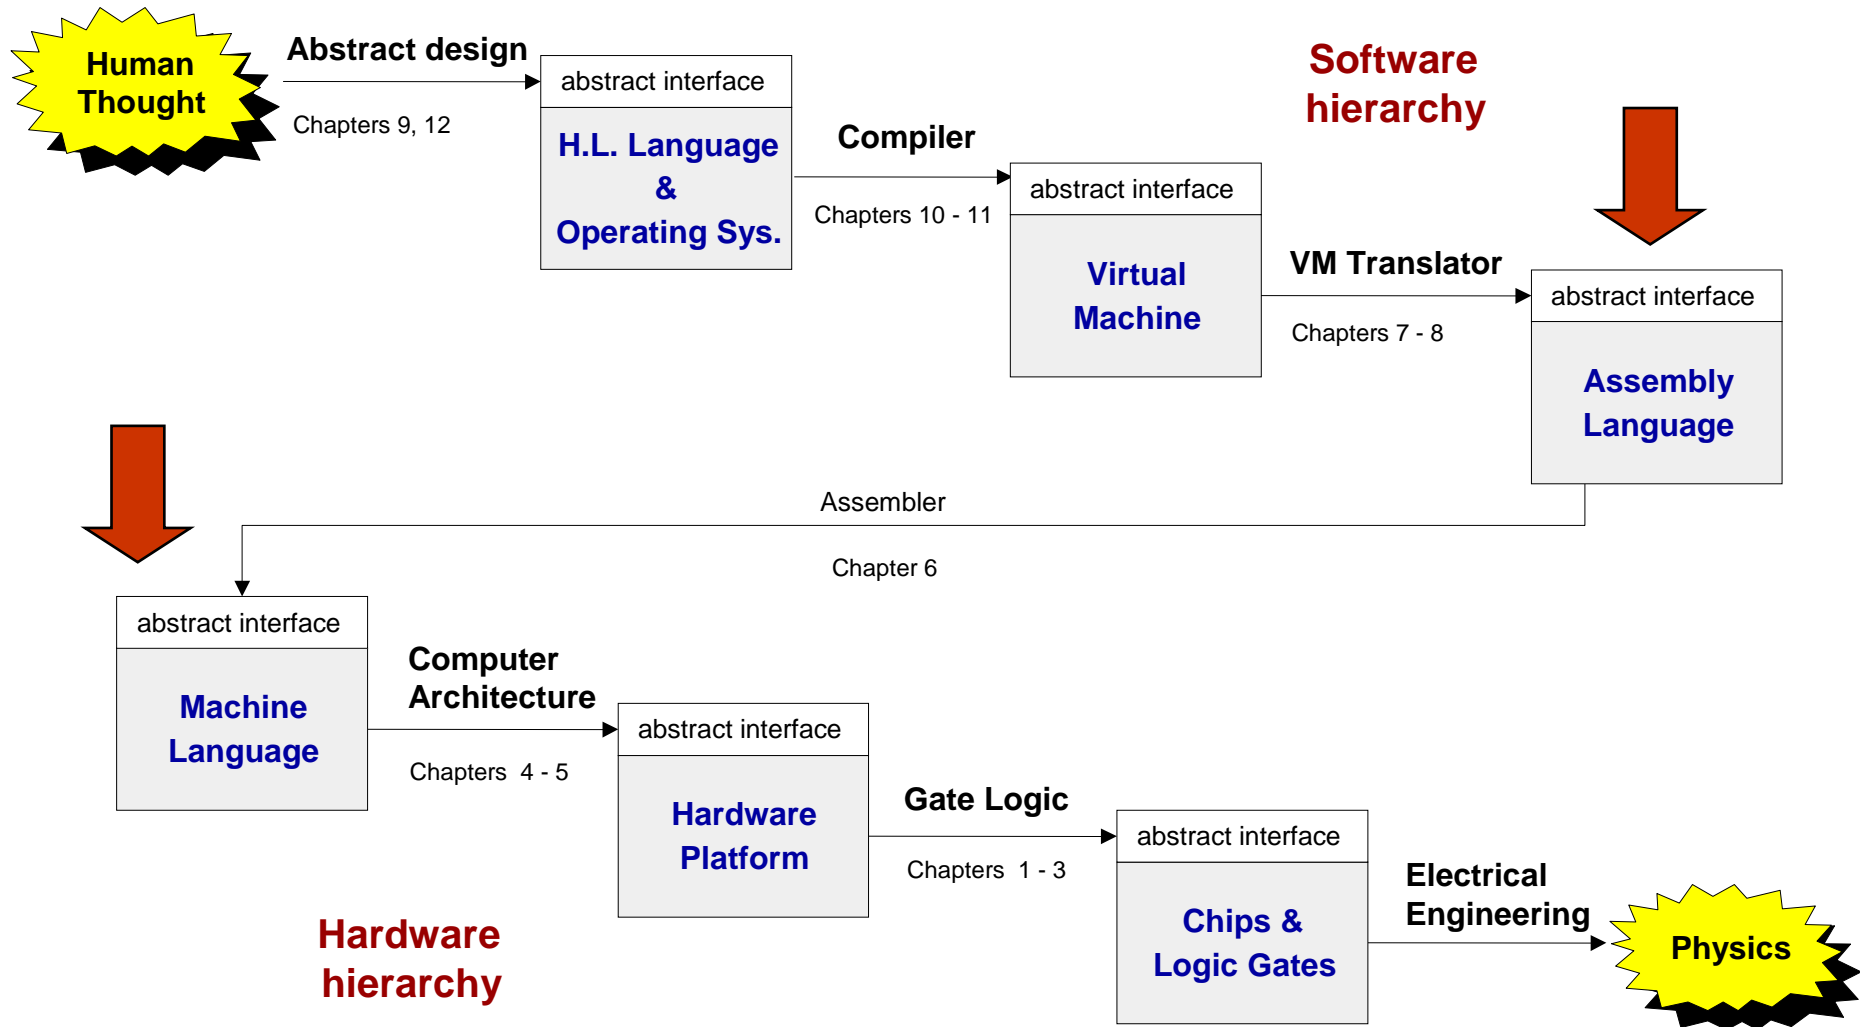 Human
Thought
Abstract design
Chapters 9, 12
abstract interface
H.L. Language
&
Operating Sys.
Compiler
Chapters 10 - 11
abstract interface
Virtual
Machine
Software
hierarchy
VM Translator
Chapters 7 - 8
abstract interface
Assembly
Language
Assembler
Chapter 6
abstract interface
Machine
Language
Computer
Architecture
Chapters 4 - 5
abstract interface
Hardware
Platform
Gate Logic
Chapters 1 - 3
abstract interface
Chips &
Logic Gates
Electrical
Engineering
Physics
Hardware
hierarchy